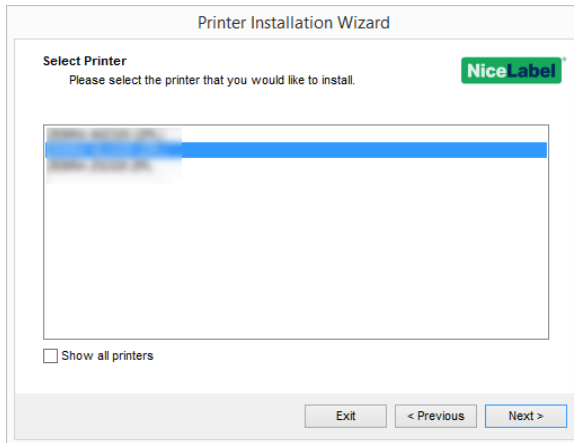 Printer Installation Wizard
Select Printer
Please select the printer that you would like to install.
NiceLabel®
Show all printers
Exit
< Previous
Next >